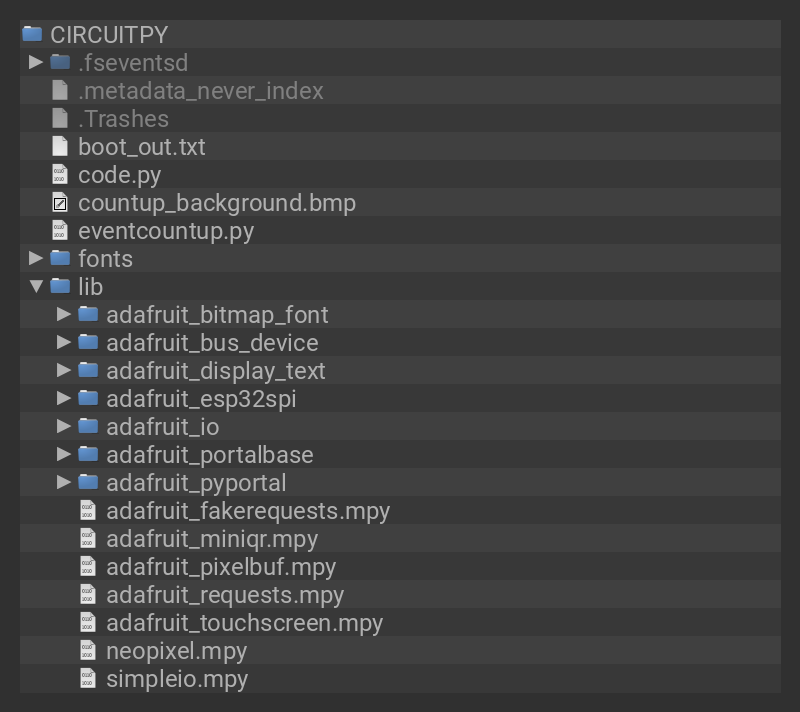 CIRCUITPY
.fseventsd
.metadata_never_index
.Trashes
boot_out.txt
code.py
countup_background.bmp
eventcountup.py
fonts
lib
adafruit_bitmap_font
adafruit_bus_device
adafruit_display_text
adafruit_esp32spi
adafruit_io
adafruit_portalbase
adafruit_pyportal
adafruit_fakerequests.mpy
adafruit_miniqr.mpy
adafruit_pixelbuf.mpy
adafruit_requests.mpy
adafruit_touchscreen.mpy
neopixel.mpy
simpleio.mpy